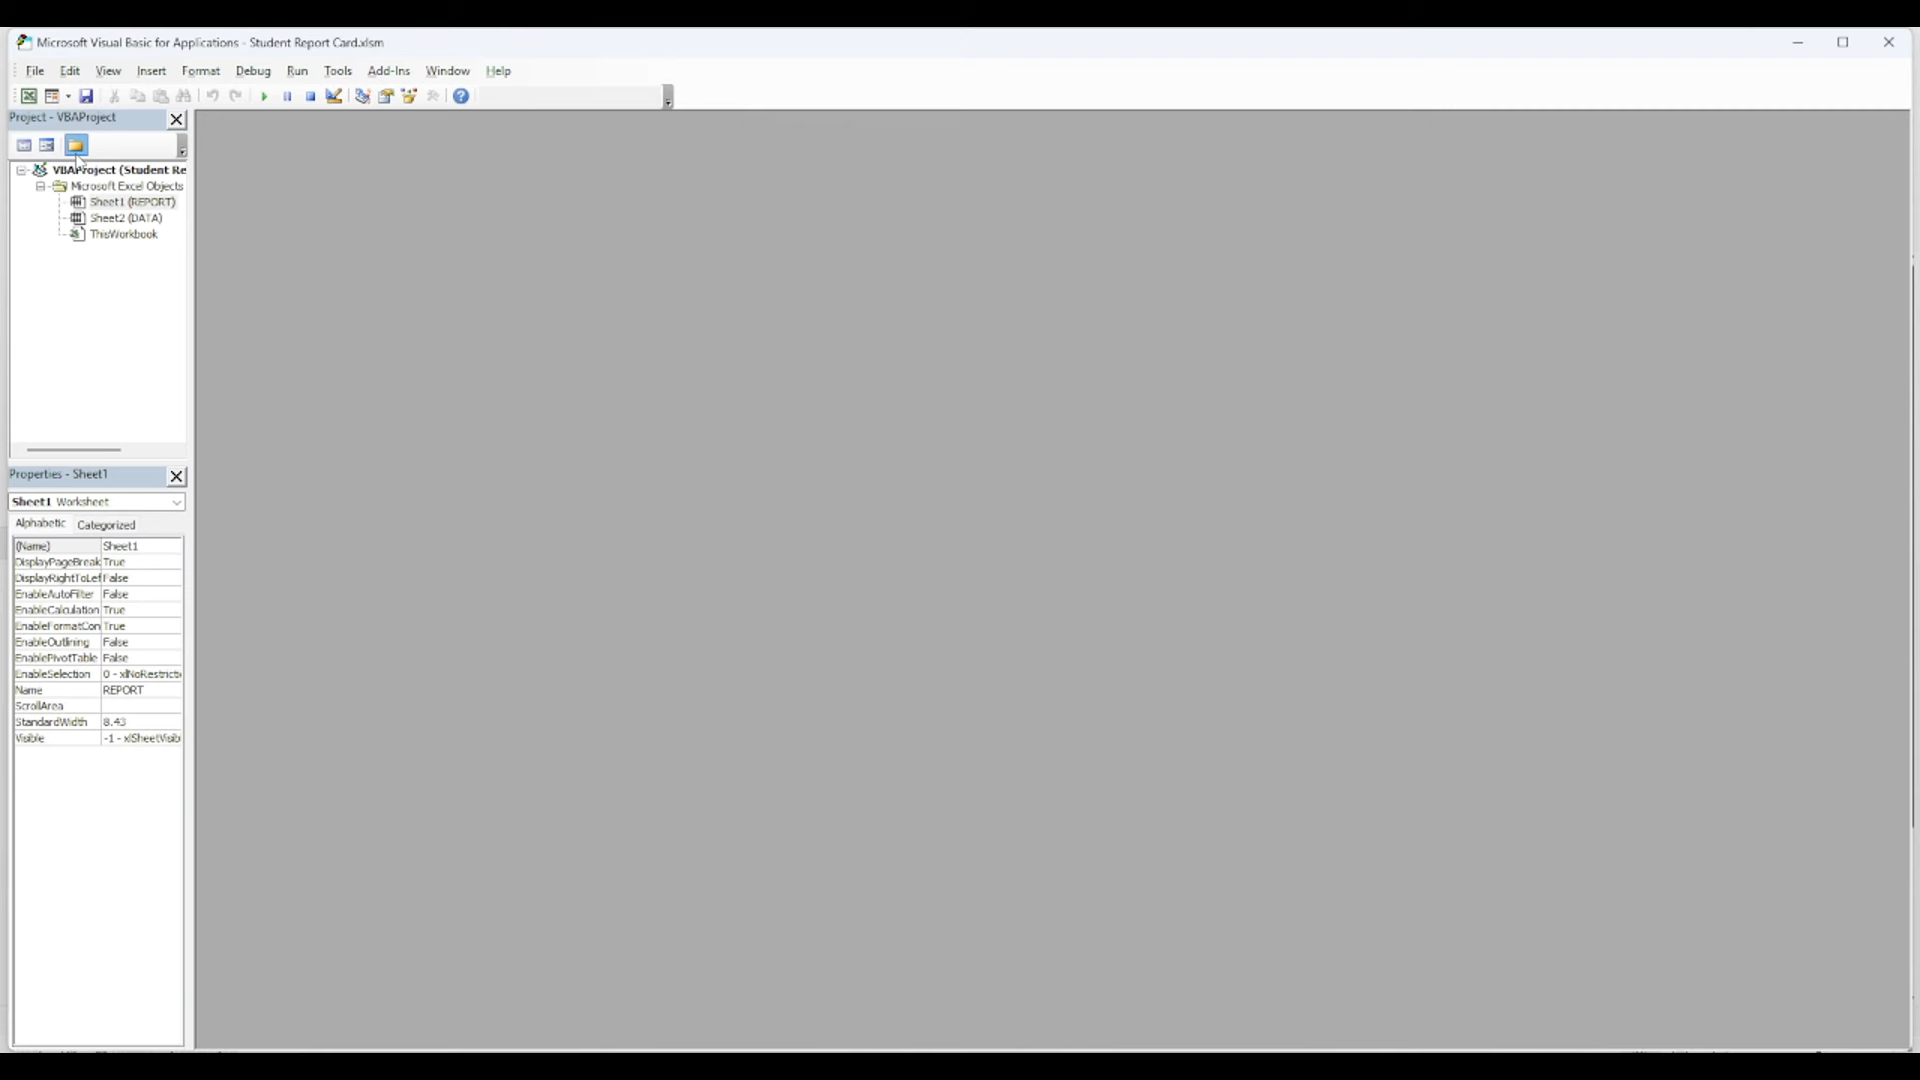 Microsoft Visual Basic for Applications - Student Report Card.xlsm
File Edit View Insert Format Debug Run Tools Add-Ins Window Help
Project - VBAProject
VBAProject (Student Re
Microsoft Excel Objects
Sheet1 (REPORT)
Sheet2 (DATA)
ThisWorkbook
Properties - Sheet1
Sheet1 Worksheet
Alphabetic Categorized
(Name) Sheet1
DisplayPageBreak True
DisplayRightToLef False
EnableAutoFilter False
EnableCalculation True
EnableFormatCon True
EnableOutlining False
EnablePivotTable False
EnableSelection 0 - xlNoRestricti
Name REPORT
ScrollArea
StandardWidth 8.43
Visible -1 - xlSheetVisib